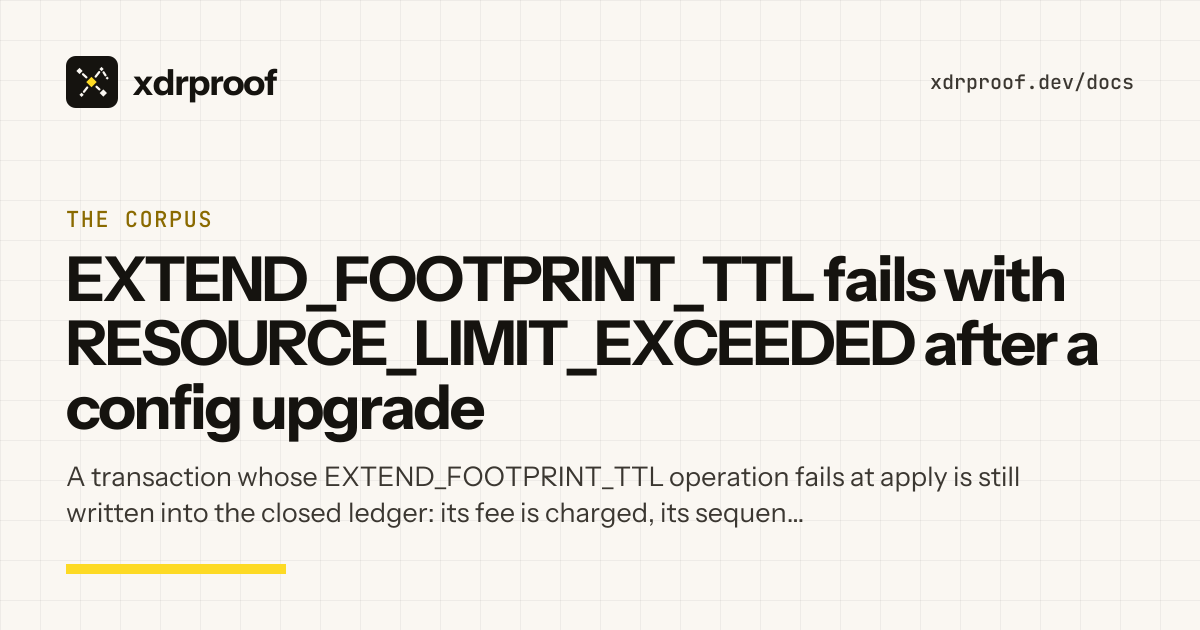 xdrproof
xdrproof.dev/docs
THE CORPUS
EXTEND_FOOTPRINT_TTL fails with
RESOURCE_LIMIT_EXCEEDED after a
config upgrade
A transaction whose EXTEND_FOOTPRINT_TTL operation fails at apply is still
written into the closed ledger: its fee is charged, its sequen...